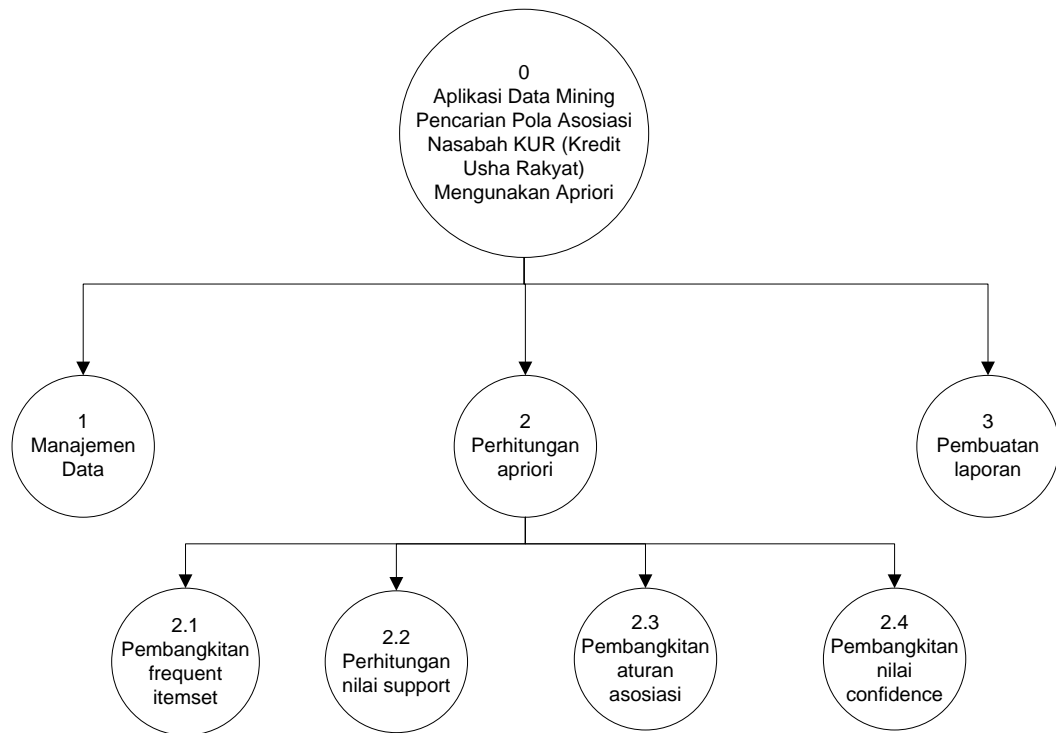 0
Aplikasi Data Mining
Pencarian Pola Asosiasi
Nasabah KUR (Kredit
Usha Rakyat)
Mengunakan Apriori
1
Manajemen
Data
2
Perhitungan
apriori
3
Pembuatan
laporan
2.1
Pembangkitan
frequent
itemset
2.2
Perhitungan
nilai support
2.3
Pembangkitan
aturan
asosiasi
2.4
Pembangkitan
nilai
confidence